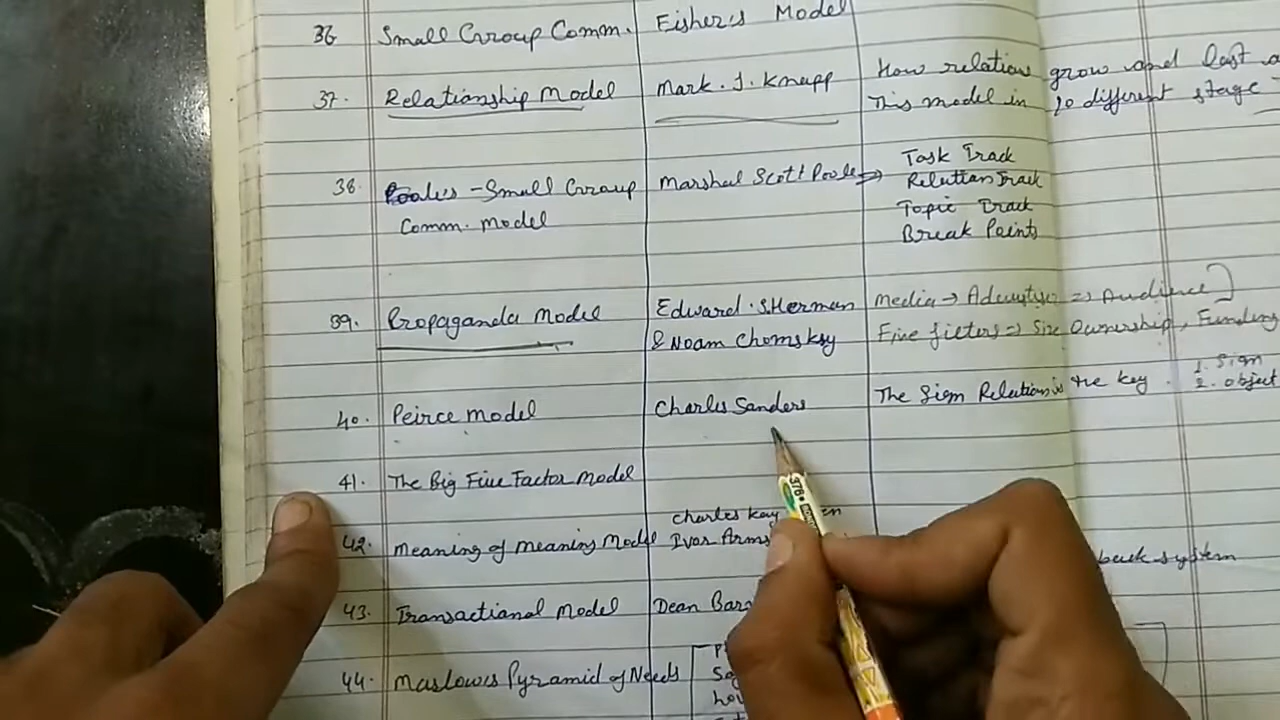 36 Small Group Comm. Fisher's Model
37. Relationship Model Mark. J. Knapp How relations grow and last
This model in 10 different stage
38. Poole's - Small Group Comm. model Marshal Scott Poole => Task Track
Relation Track
Topic Track
Break Points
39. Propaganda Model Edward. S. Herman & Noam Chomsky Media → => Audience
Five filters => Size Ownership, Funding
40. Peirce Model Charles Sanders The Sign Relation is the key. 1. Sign
2. Object
41. The Big Five Factor Model
42. Meaning of meaning Model Charles Kay
Ivor
back system
43. Transactional Model Dean
44. Maslow's Pyramid of Needs